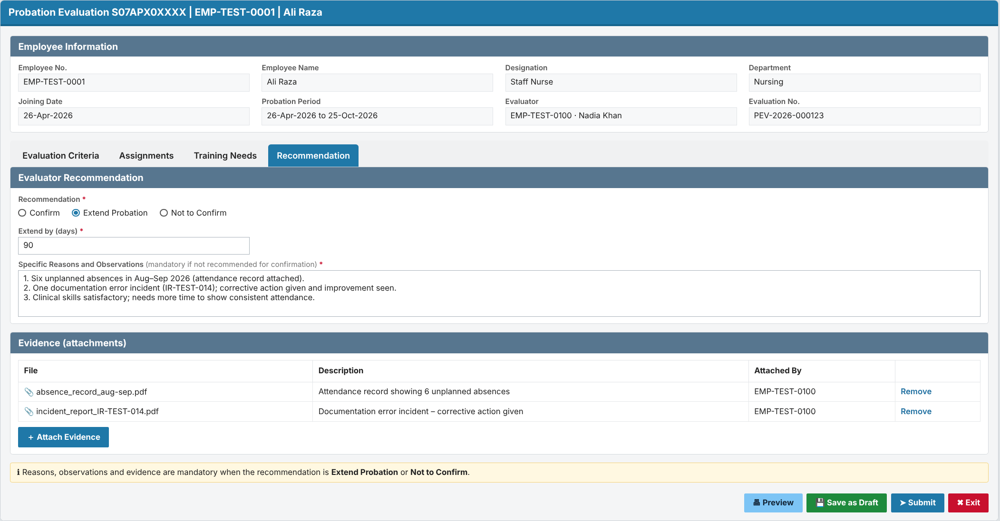 Probation Evaluation S07APX0XXXX | EMP-TEST-0001 | Ali Raza
Employee Information
Employee No. Employee Name Designation Department
EMP-TEST-0001 Ali Raza Staff Nurse Nursing
Joining Date Probation Period Evaluator Evaluation No.
26-Apr-2026 26-Apr-2026 to 25-Oct-2026 EMP-TEST-0100 · Nadia Khan PEV-2026-000123
Evaluation Criteria Assignments Training Needs Recommendation
Evaluator Recommendation
Recommendation *
Confirm Extend Probation Not to Confirm
Extend by (days) *
90
Specific Reasons and Observations (mandatory if not recommended for confirmation) *
1. Six unplanned absences in Aug–Sep 2026 (attendance record attached).
2. One documentation error incident (IR-TEST-014); corrective action given and improvement seen.
3. Clinical skills satisfactory; needs more time to show consistent attendance.
Evidence (attachments)
File Description Attached By
📎 absence_record_aug-sep.pdf Attendance record showing 6 unplanned absences EMP-TEST-0100 Remove
📎 incident_report_IR-TEST-014.pdf Documentation error incident – corrective action given EMP-TEST-0100 Remove
+ Attach Evidence
ℹ Reasons, observations and evidence are mandatory when the recommendation is Extend Probation or Not to Confirm.
🖶 Preview 💾 Save as Draft ➤ Submit ✖ Exit